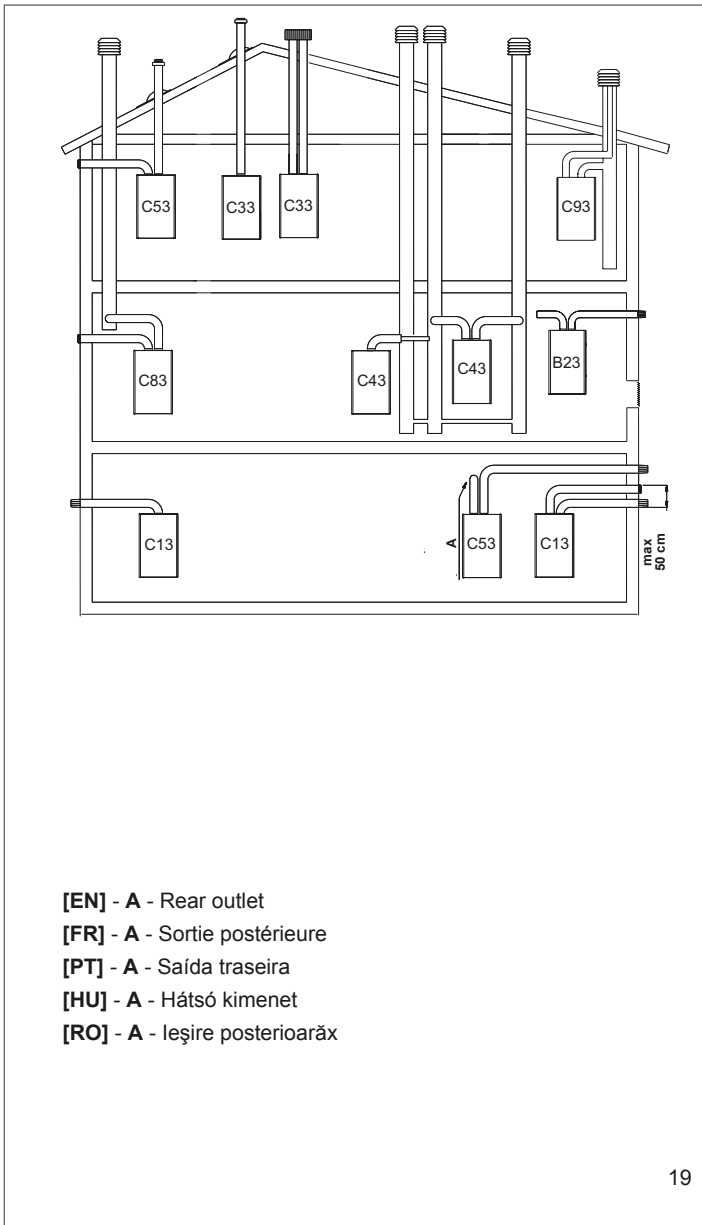 C53
C33
C33
C93
C83
C43
C43
B23
C13
A
C53
C13
max
50 cm
[EN] - A - Rear outlet
[FR] - A - Sortie postérieure
[PT] - A - Saída traseira
[HU] - A - Hátsó kimenet
[RO] - A - Ieşire posterioarăx
19